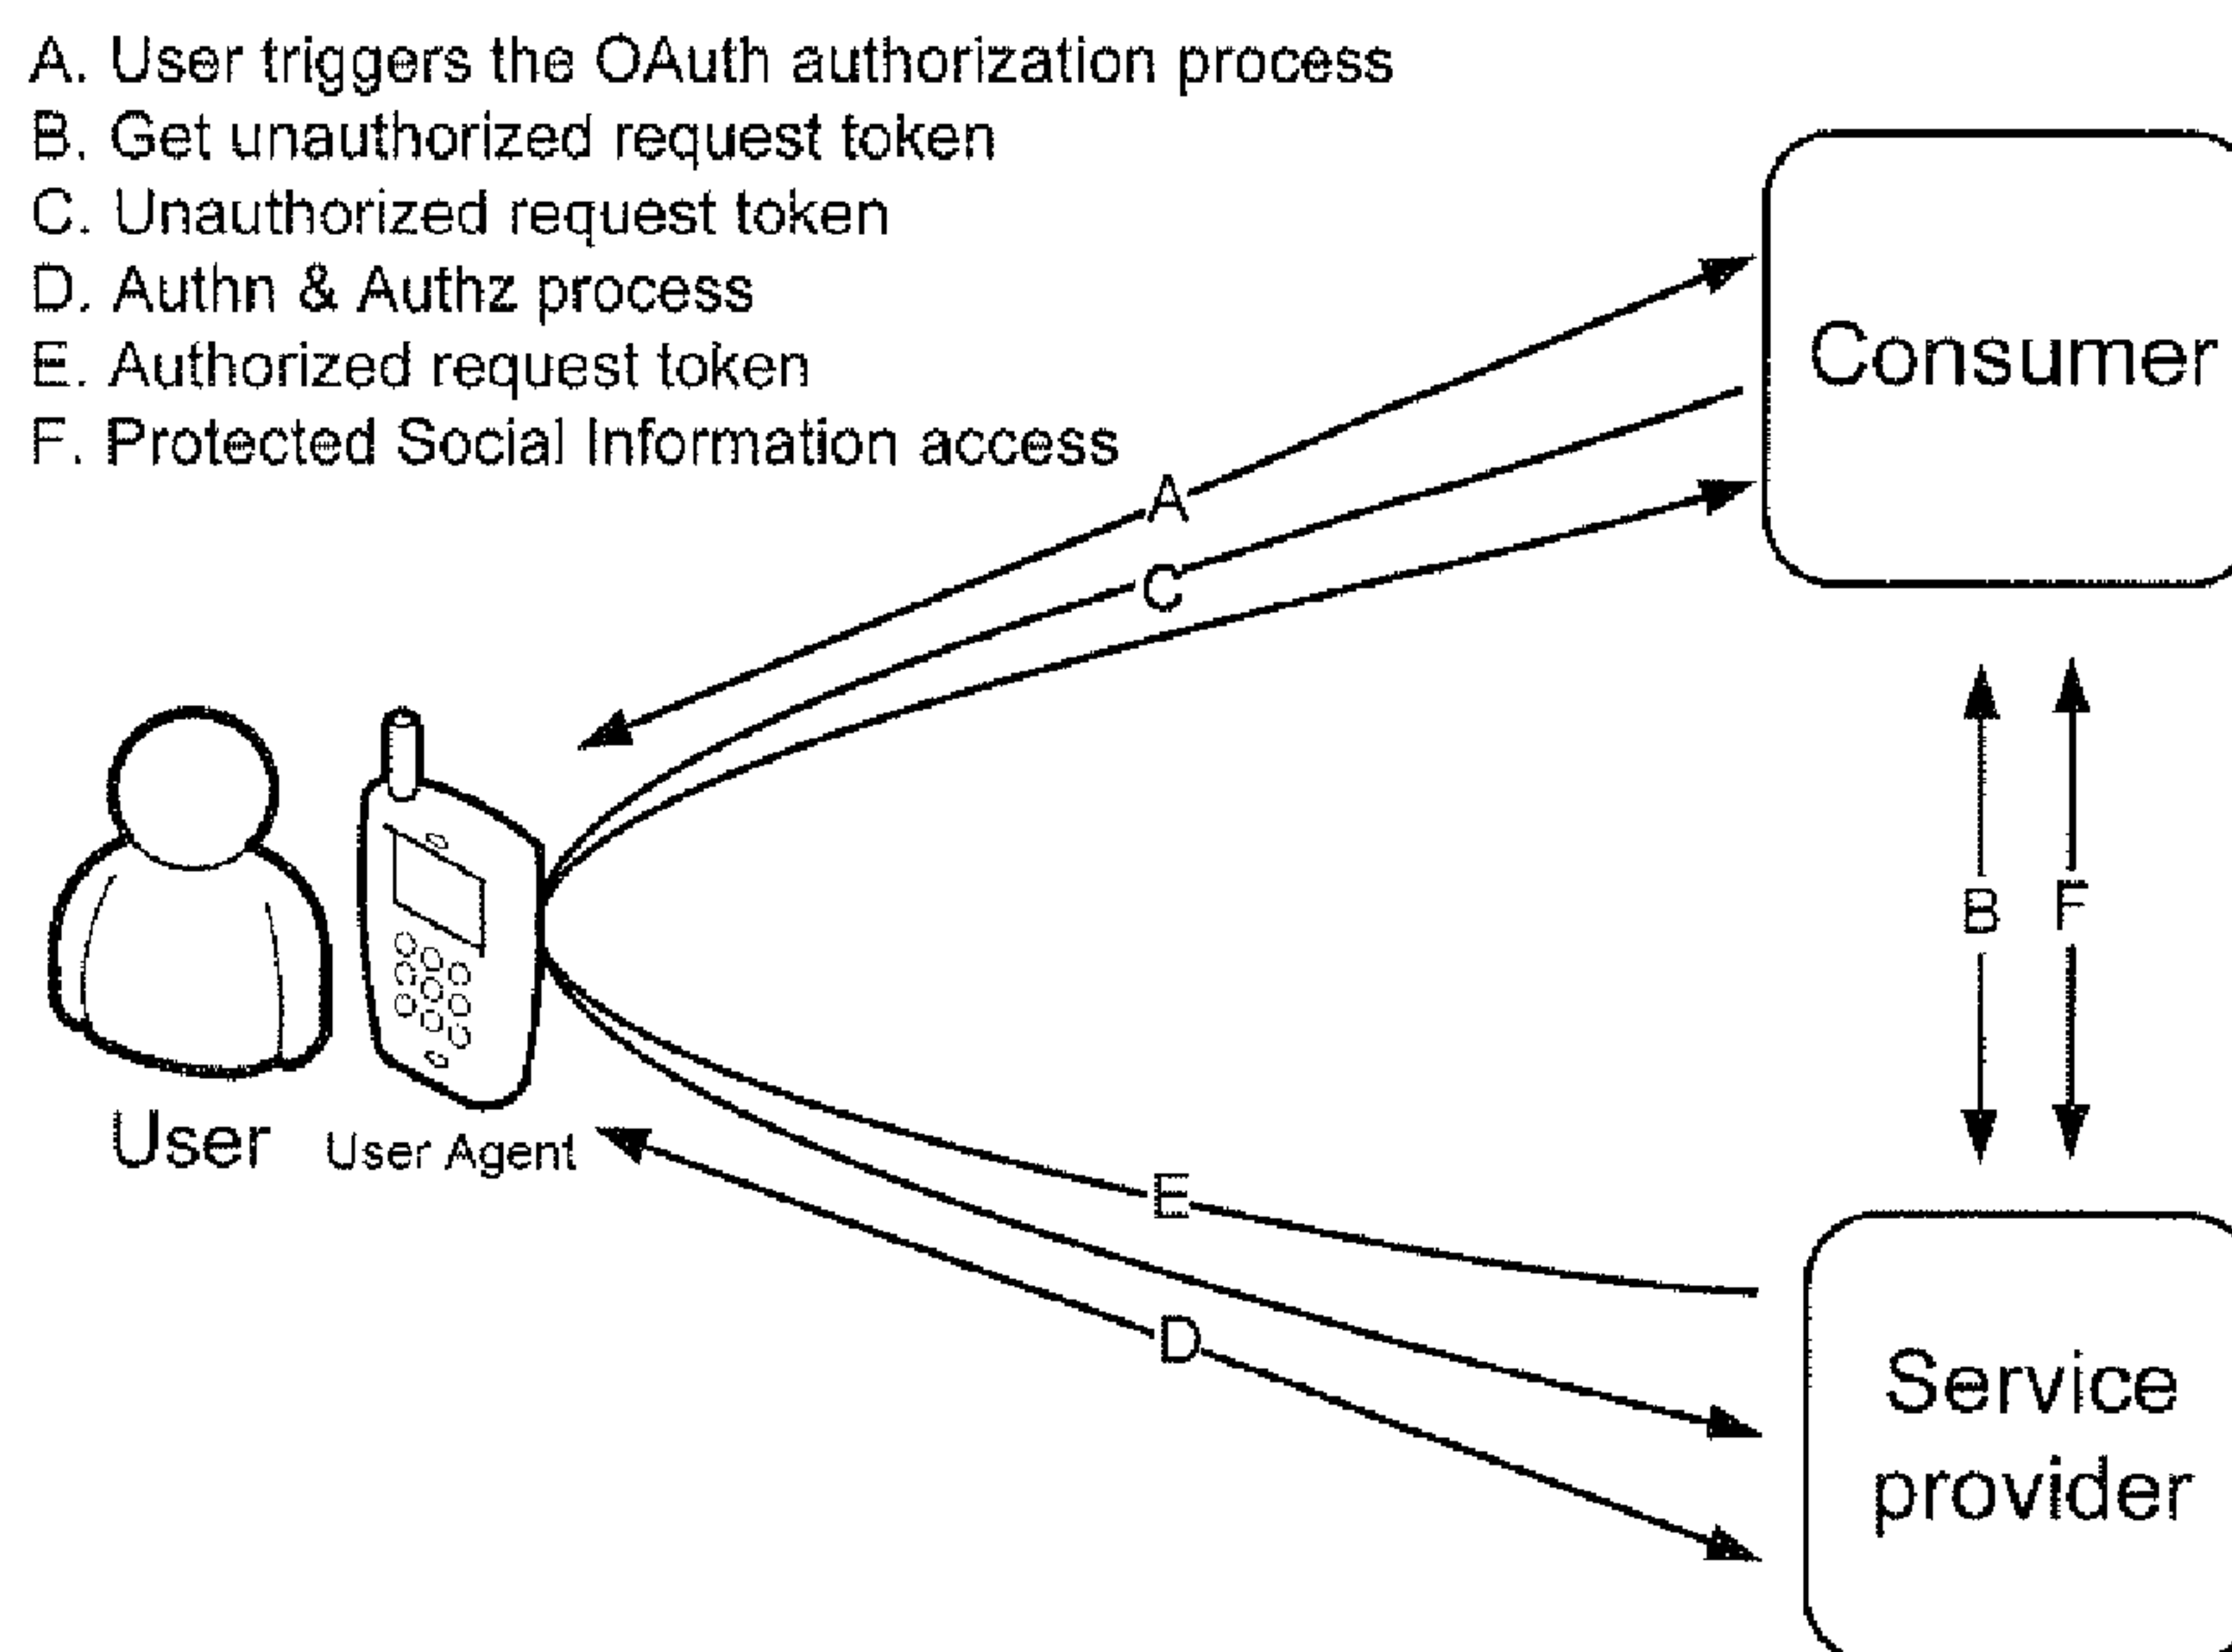 A. User triggers the OAuth authorization process
B. Get unauthorized request token
C. Unauthorized request token
D. Authn & Authz process
E. Authorized request token
F. Protected Social Information access
Consumer
A
C
B F
User User Agent
E
D
Service
provider